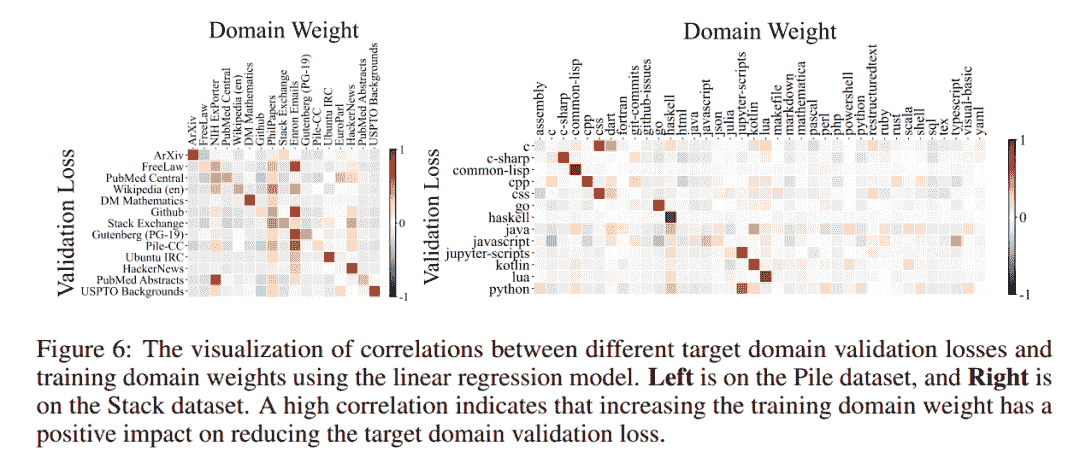 Domain Weight
ArXiv
FreeLaw
NIH ExPorter
PubMed Central
Wikipedia (en)
DM Mathematics
Github
PhilPapers
Stack Exchange
Enron Emails
Gutenberg (PG-19)
Pile-CC
Ubuntu IRC
EuroParl
HackerNews
PubMed Abstracts
USPTO Backgrounds
Validation Loss
ArXiv
FreeLaw
PubMed Central
Wikipedia (en)
DM Mathematics
Github
Stack Exchange
Gutenberg (PG-19)
Pile-CC
Ubuntu IRC
HackerNews
PubMed Abstracts
USPTO Backgrounds
1
0
-1
Domain Weight
assembly
c
c-sharp
common-lisp
cpp
css
dart
fortran
git-commits
github-issues
go
haskell
html
java
javascript
json
julia
jupyter-scripts
kotlin
lua
makefile
markdown
mathematica
pascal
perl
php
powershell
python
restructuredtext
ruby
rust
scala
shell
sql
tex
typescript
visual-basic
yaml
Validation Loss
c
c-sharp
common-lisp
cpp
css
go
haskell
java
javascript
jupyter-scripts
kotlin
lua
python
1
0
-1
Figure 6: The visualization of correlations between different target domain validation losses and
training domain weights using the linear regression model. Left is on the Pile dataset, and Right is
on the Stack dataset. A high correlation indicates that increasing the training domain weight has a
positive impact on reducing the target domain validation loss.